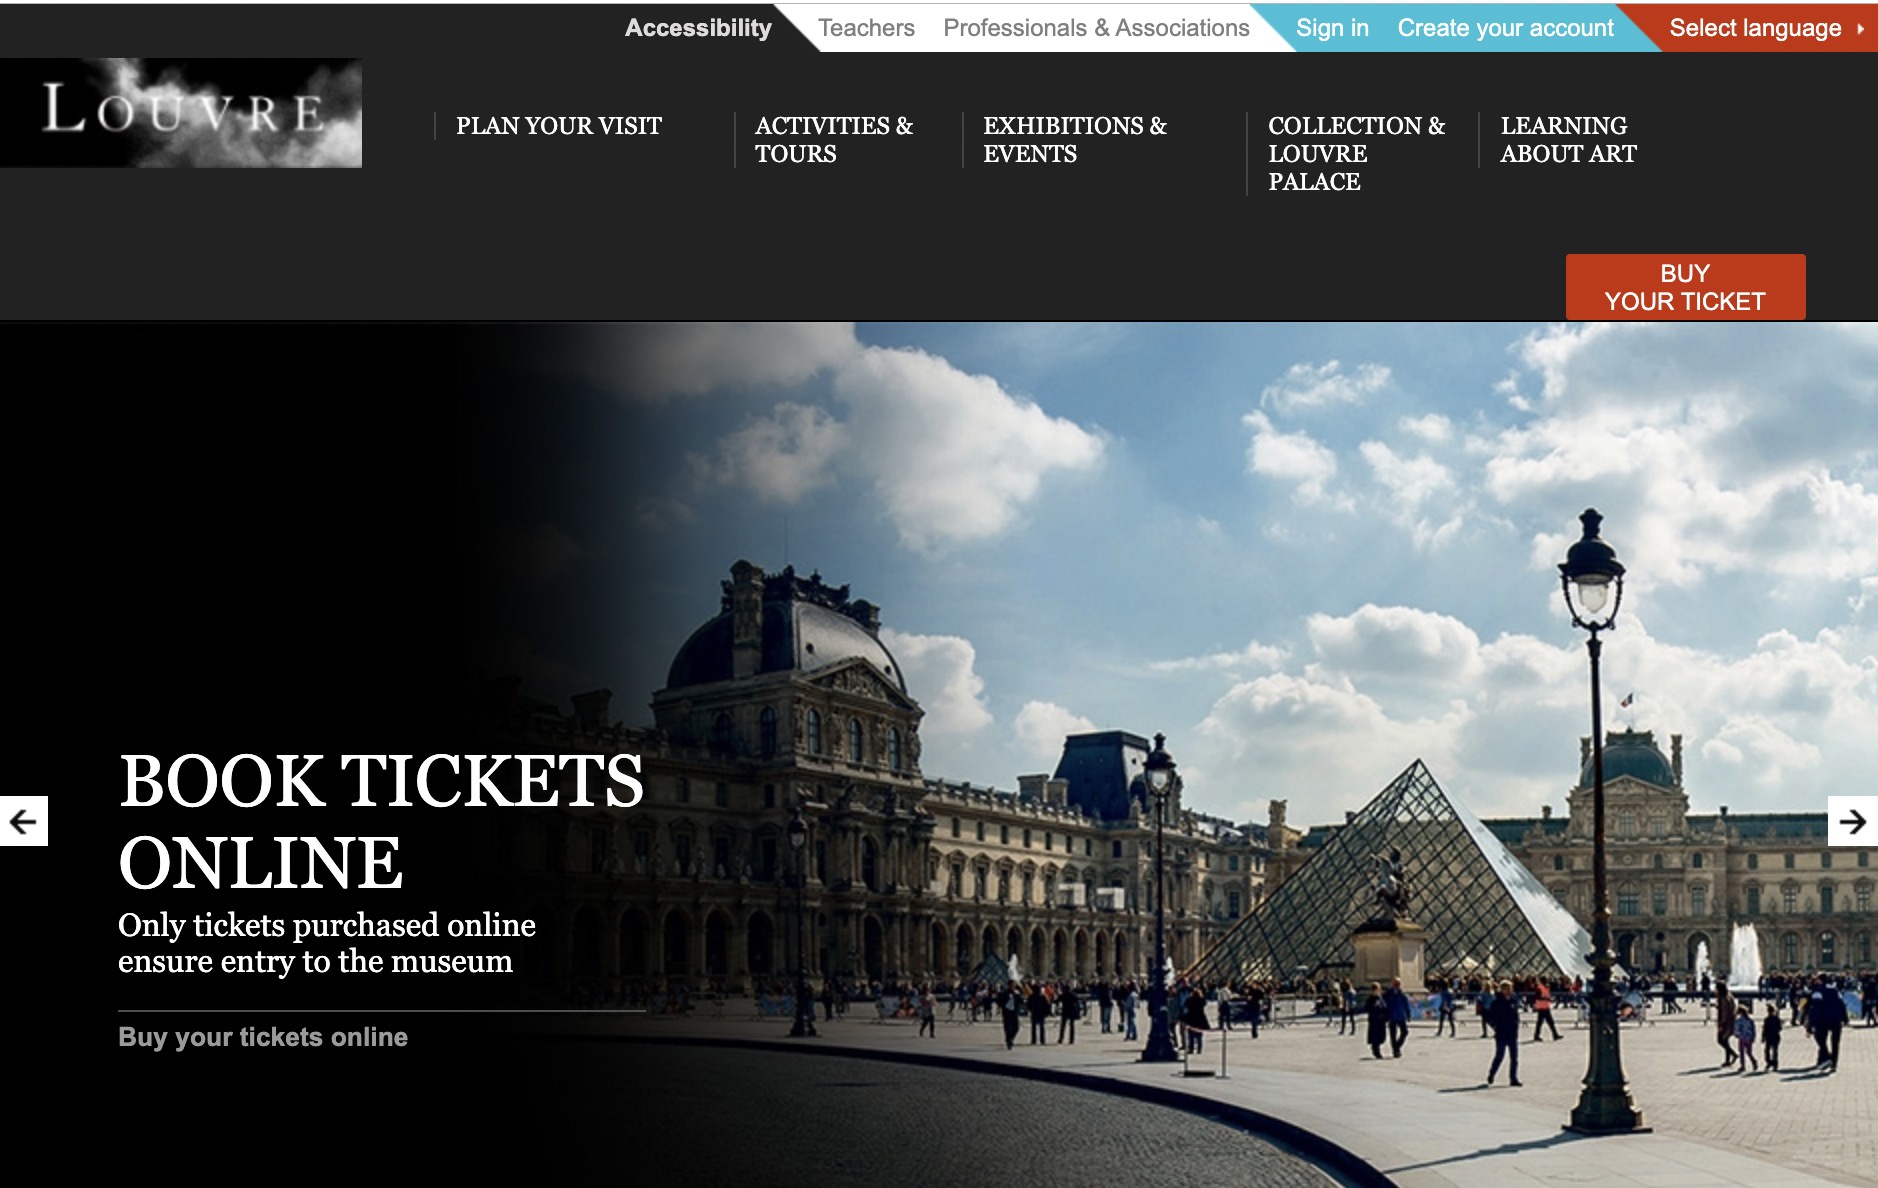 Accessibility Teachers Professionals & Associations Sign in Create your account Select language
LOUVRE
PLAN YOUR VISIT
ACTIVITIES &
TOURS
EXHIBITIONS &
EVENTS
COLLECTION &
LOUVRE
PALACE
LEARNING
ABOUT ART
BUY
YOUR TICKET
BOOK TICKETS
ONLINE
Only tickets purchased online
ensure entry to the museum
Buy your tickets online